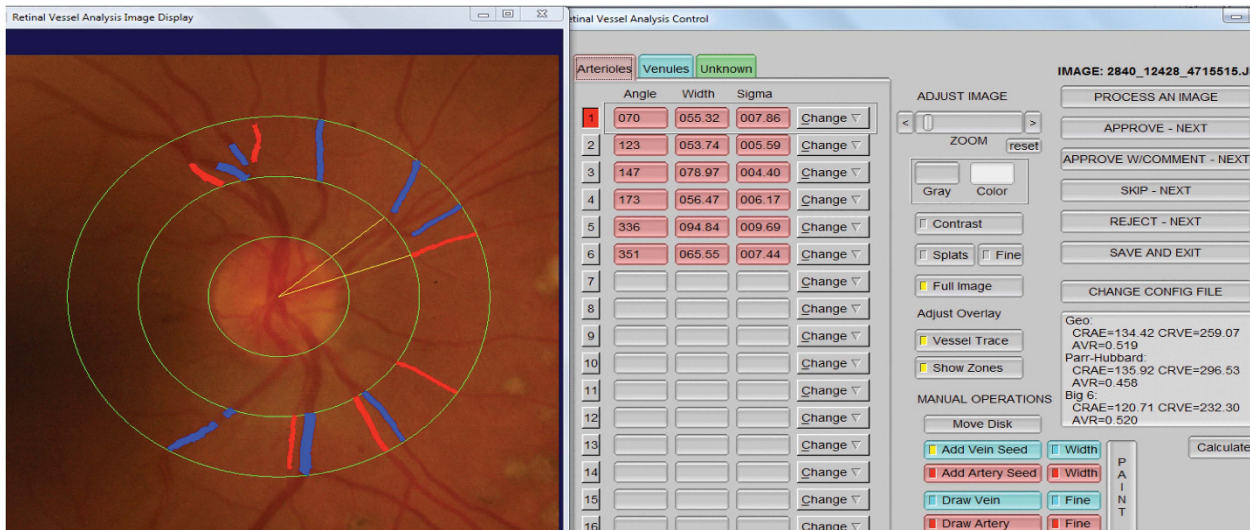 Retinal Vessel Analysis Image Display
etinal Vessel Analysis Control
Arterioles Venules Unknown
IMAGE: 2840_12428_4715515.J
Angle Width Sigma
1 070 055.32 007.86 Change
2 123 053.74 005.59 Change
3 147 078.97 004.40 Change
4 173 056.47 006.17 Change
5 336 094.84 009.69 Change
6 351 065.55 007.44 Change
7 Change
8 Change
9 Change
10 Change
11 Change
12 Change
13 Change
14 Change
15 Change
16 Change
ADJUST IMAGE
< >
ZOOM reset
Gray Color
Contrast
Splats Fine
Full Image
Adjust Overlay
Vessel Trace
Show Zones
MANUAL OPERATIONS
Move Disk
Add Vein Seed Width
Add Artery Seed Width
Draw Vein Fine
Draw Artery Fine
PAINT
PROCESS AN IMAGE
APPROVE - NEXT
APPROVE W/COMMENT - NEXT
SKIP - NEXT
REJECT - NEXT
SAVE AND EXIT
CHANGE CONFIG FILE
Geo:
CRAE=134.42 CRVE=259.07
AVR=0.519
Parr-Hubbard:
CRAE=135.92 CRVE=296.53
AVR=0.458
Big 6:
CRAE=120.71 CRVE=232.30
AVR=0.520
Calculate